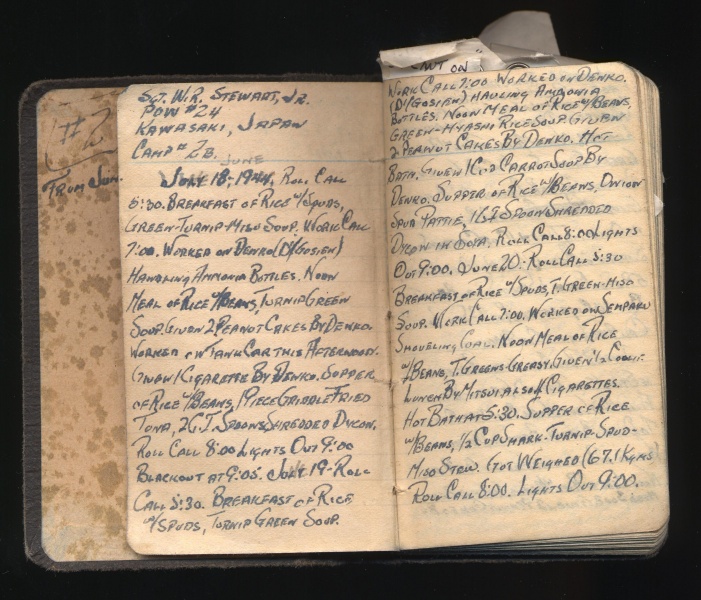 #2
From Jun.
Sgt. W.R. Stewart, Jr.
POW #24
Kawasaki, Japan
Camp # 2B.
June
July 18, 1944, Roll Call
5:30. Breakfast of Rice w/Spuds,
Green-Turnip-Miso Soup. Work Call
7:00. Worked on Denko (D/Gosien)
Handling Ammonia Bottles. Noon
Meal of Rice w/Beans, Turnip Green
Soup. Given 2 Peanut Cakes By Denko.
Worked on Tank Car this Afternoon.
Given 1 Cigarette By Denko. Supper
of Rice w/Beans, 1 Piece Griddle Fried
Tuna, 2 G.I. Spoons Shredded Dycon.
Roll Call 8:00 Lights Out 9:00
Blackout at 9:05. July 19 - Roll
Call 5:30. Breakfast of Rice
w/Spuds, Turnip Green Soup.
On
Work Call 7:00 Worked on Denko.
(D/Gosien) Hauling Ammonia
Bottles. Noon Meal of Rice w/Beans,
Green-Myashi Rice Soup. Given
2 Peanut Cakes By Denko. Hot
Bath. Given 1 Cup Carrot Soup By
Denko. Supper of Rice w/Beans, Onion
Spud Pattie, 1 1/2 Spoon Shredded
Dycon in Soya. Roll Call 8:00 Lights
Out 9:00. June 20 - Roll Call 5:30
Breakfast of Rice w/Spuds, T. Green-Miso
Soup. Work Call 7:00. Worked on Sempaku
Shoveling Coal. Noon Meal of Rice
w/Beans, T. Greens-Greasy. Given 1/2 Coolie
Lunch By Mitsui also Cigarettes.
Hot Bath at 5:30. Supper of Rice
w/Beans, 1/2 Cup Shark-Turnip-Spud-
Miso Stew. Got Weighed (67.1 Kgms)
Roll Call 8:00. Lights Out 9:00.